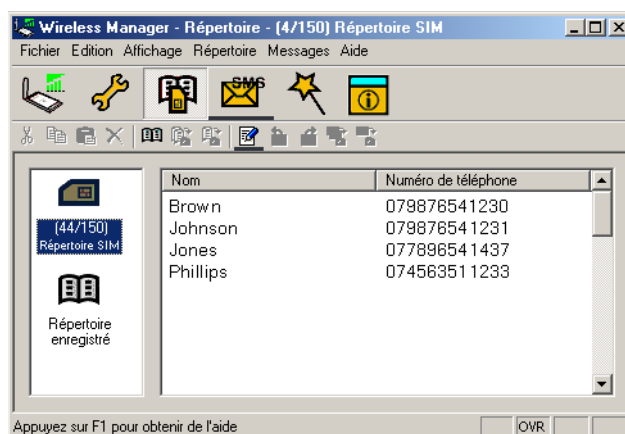 Wireless Manager - Répertoire - (4/150) Répertoire SIM
Fichier Edition Affichage Répertoire Messages Aide
SMS
Nom Numéro de téléphone
Brown 079876541230
Johnson 079876541231
Jones 077896541437
Phillips 074563511233
(44/150)
Répertoire SIM
Répertoire
enregistré
Appuyez sur F1 pour obtenir de l'aide OVR